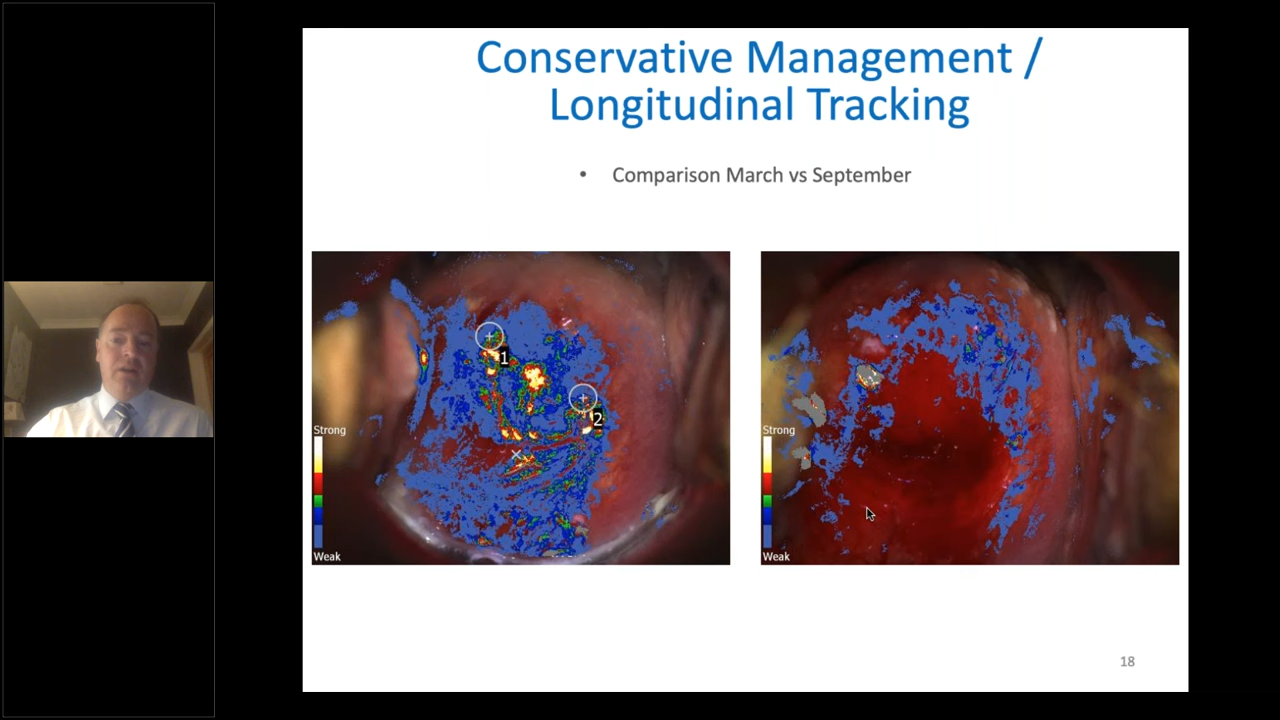 Conservative Management /
Longitudinal Tracking
• Comparison March vs September
1
2
Strong
Weak
Strong
Weak
18